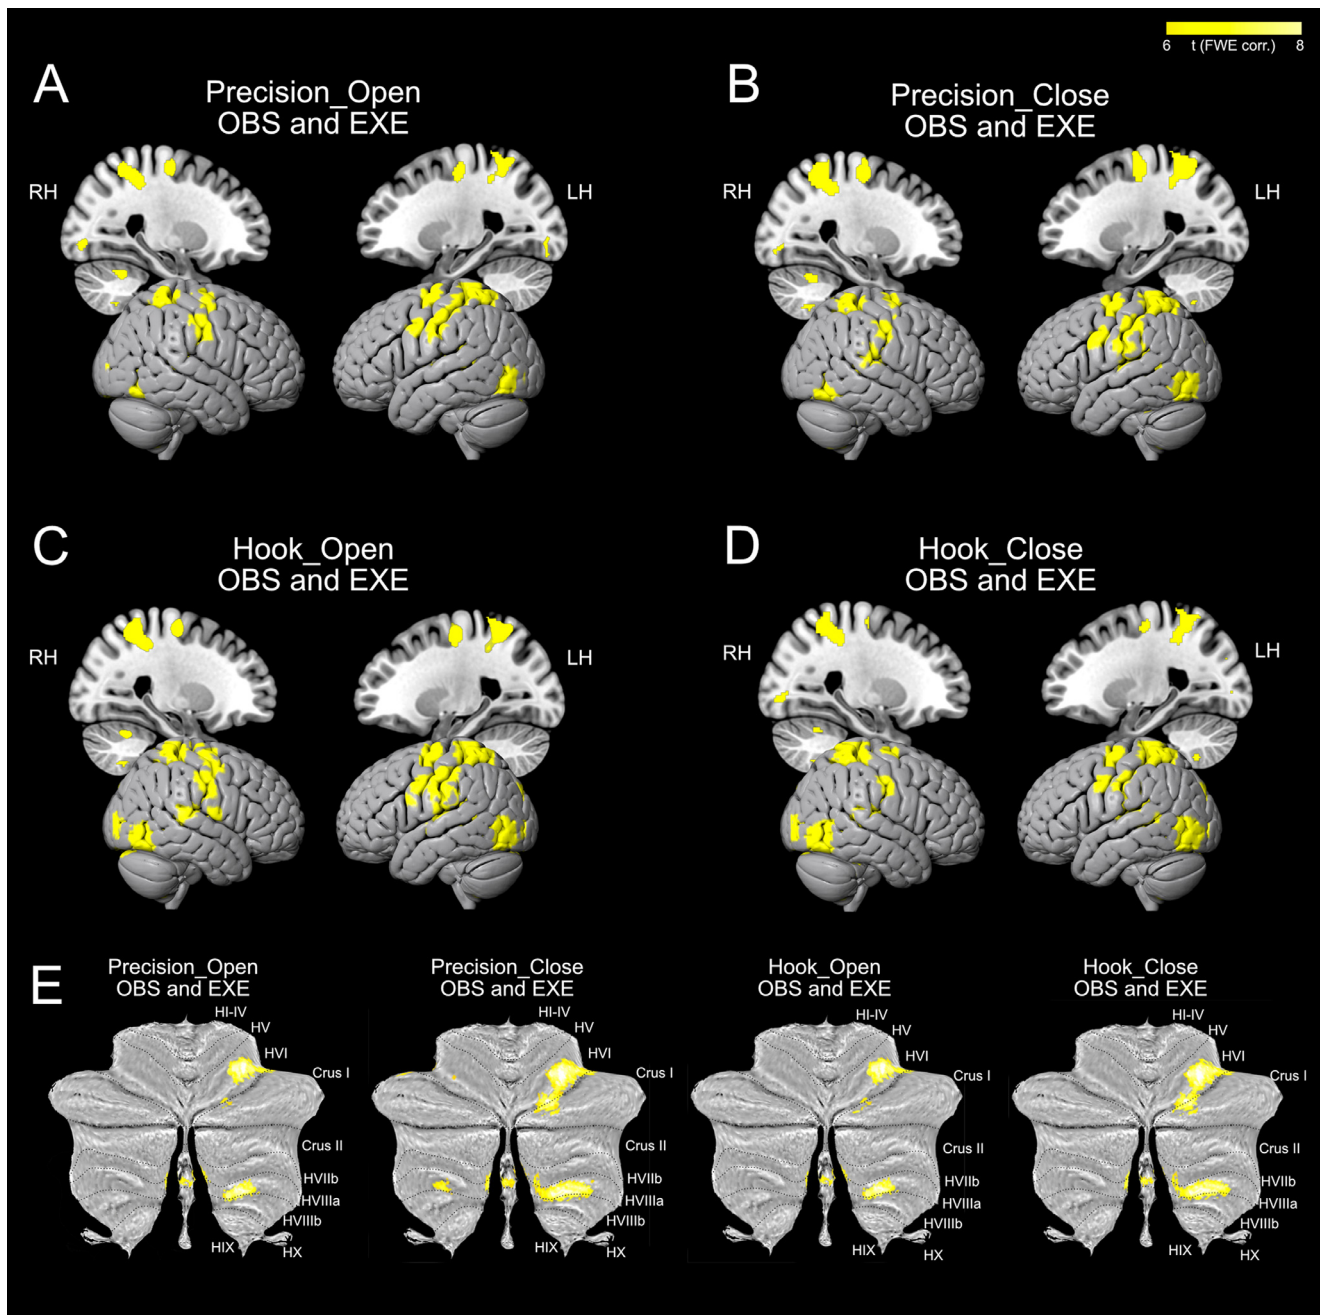 6 t (FWE corr.) 8
A
Precision_Open
OBS and EXE
RH
LH
B
Precision_Close
OBS and EXE
RH
LH
C
Hook_Open
OBS and EXE
RH
LH
D
Hook_Close
OBS and EXE
RH
LH
E
Precision_Open
OBS and EXE
HI-IV
HV
HVI
Crus I
Crus II
HVIIb
HVIIIa
HVIIIb
HIX
HX
Precision_Close
OBS and EXE
HI-IV
HV
HVI
Crus I
Crus II
HVIIb
HVIIIa
HVIIIb
HIX
HX
Hook_Open
OBS and EXE
HI-IV
HV
HVI
Crus I
Crus II
HVIIb
HVIIIa
HVIIIb
HIX
HX
Hook_Close
OBS and EXE
HI-IV
HV
HVI
Crus I
Crus II
HVIIb
HVIIIa
HVIIIb
HIX
HX